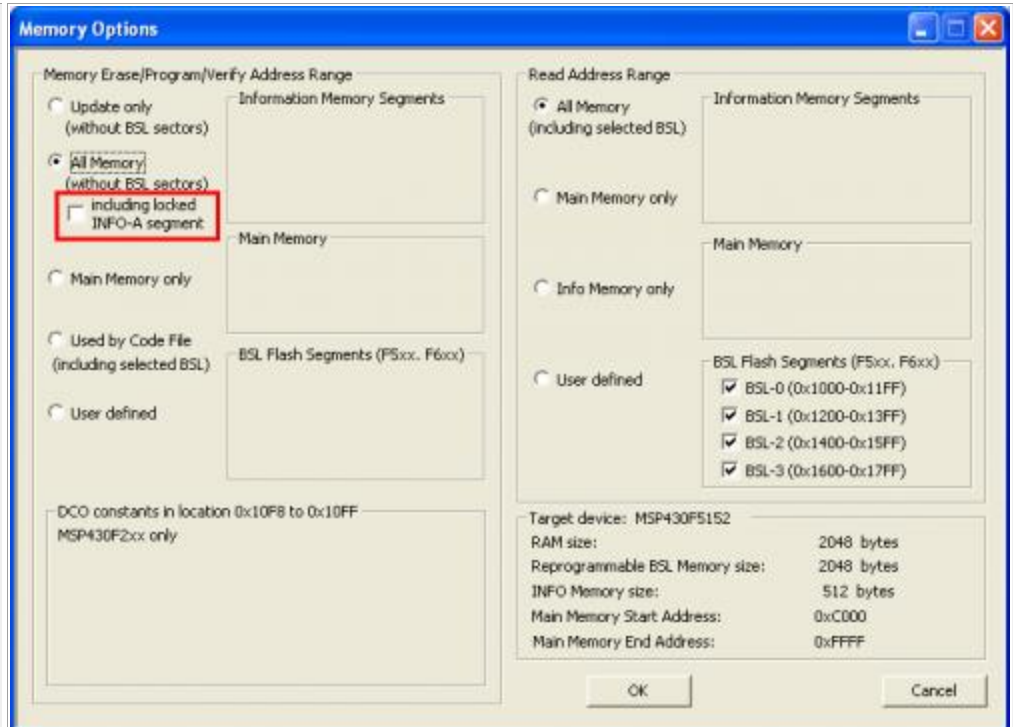 Memory Options
Memory Erase/Program/Verify Address Range
Update only
(without BSL sectors)
All Memory
(without BSL sectors)
including locked
INFO-A segment
Main Memory only
Used by Code File
(including selected BSL)
User defined
Information Memory Segments
Main Memory
BSL Flash Segments (F5xx. F6xx)
DCO constants in location 0x10F8 to 0x10FF
MSP430F2xx only
Read Address Range
All Memory
(including selected BSL)
Main Memory only
Info Memory only
User defined
Information Memory Segments
Main Memory
BSL Flash Segments (F5xx. F6xx)
BSL-0 (0x1000-0x11FF)
BSL-1 (0x1200-0x13FF)
BSL-2 (0x1400-0x15FF)
BSL-3 (0x1600-0x17FF)
Target device: MSP430F5152
RAM size: 2048 bytes
Reprogrammable BSL Memory size: 2048 bytes
INFO Memory size: 512 bytes
Main Memory Start Address: 0xC000
Main Memory End Address: 0xFFFF
OK
Cancel